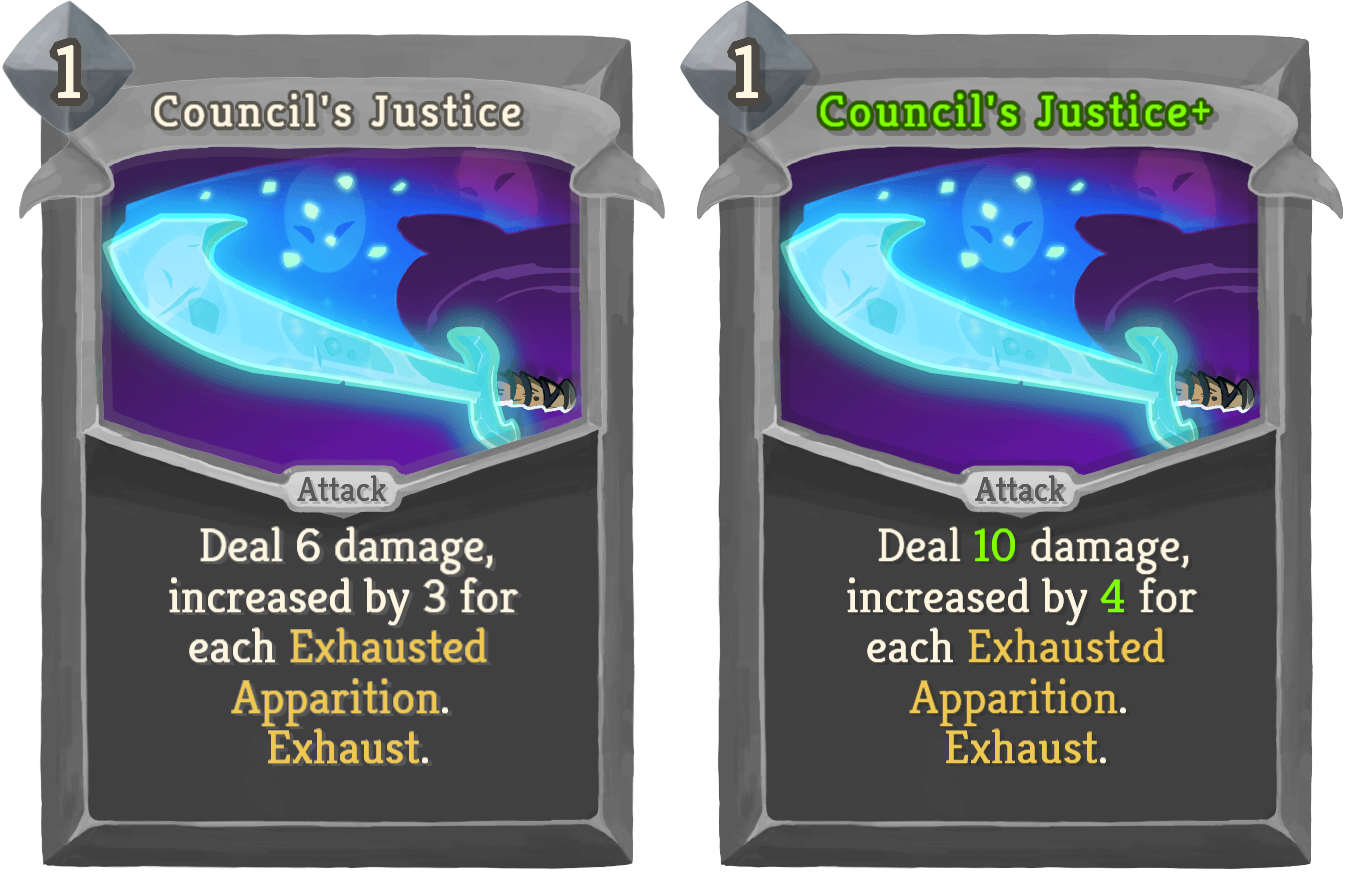 1
Council's Justice
Attack
Deal 6 damage,
increased by 3 for
each Exhausted
Apparition.
Exhaust.
1
Council's Justice+
Attack
Deal 10 damage,
increased by 4 for
each Exhausted
Apparition.
Exhaust.